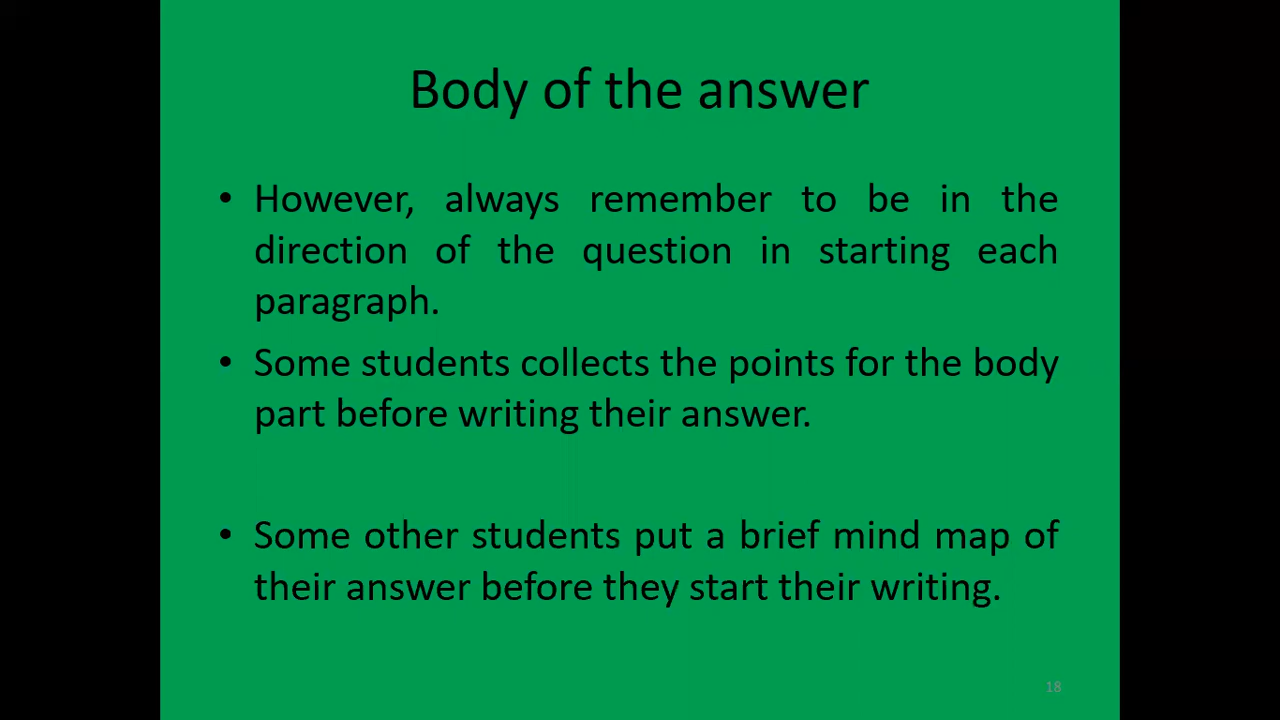 Body of the answer
• However, always remember to be in the
direction of the question in starting each
paragraph.
• Some students collects the points for the body
part before writing their answer.
• Some other students put a brief mind map of
their answer before they start their writing.
18